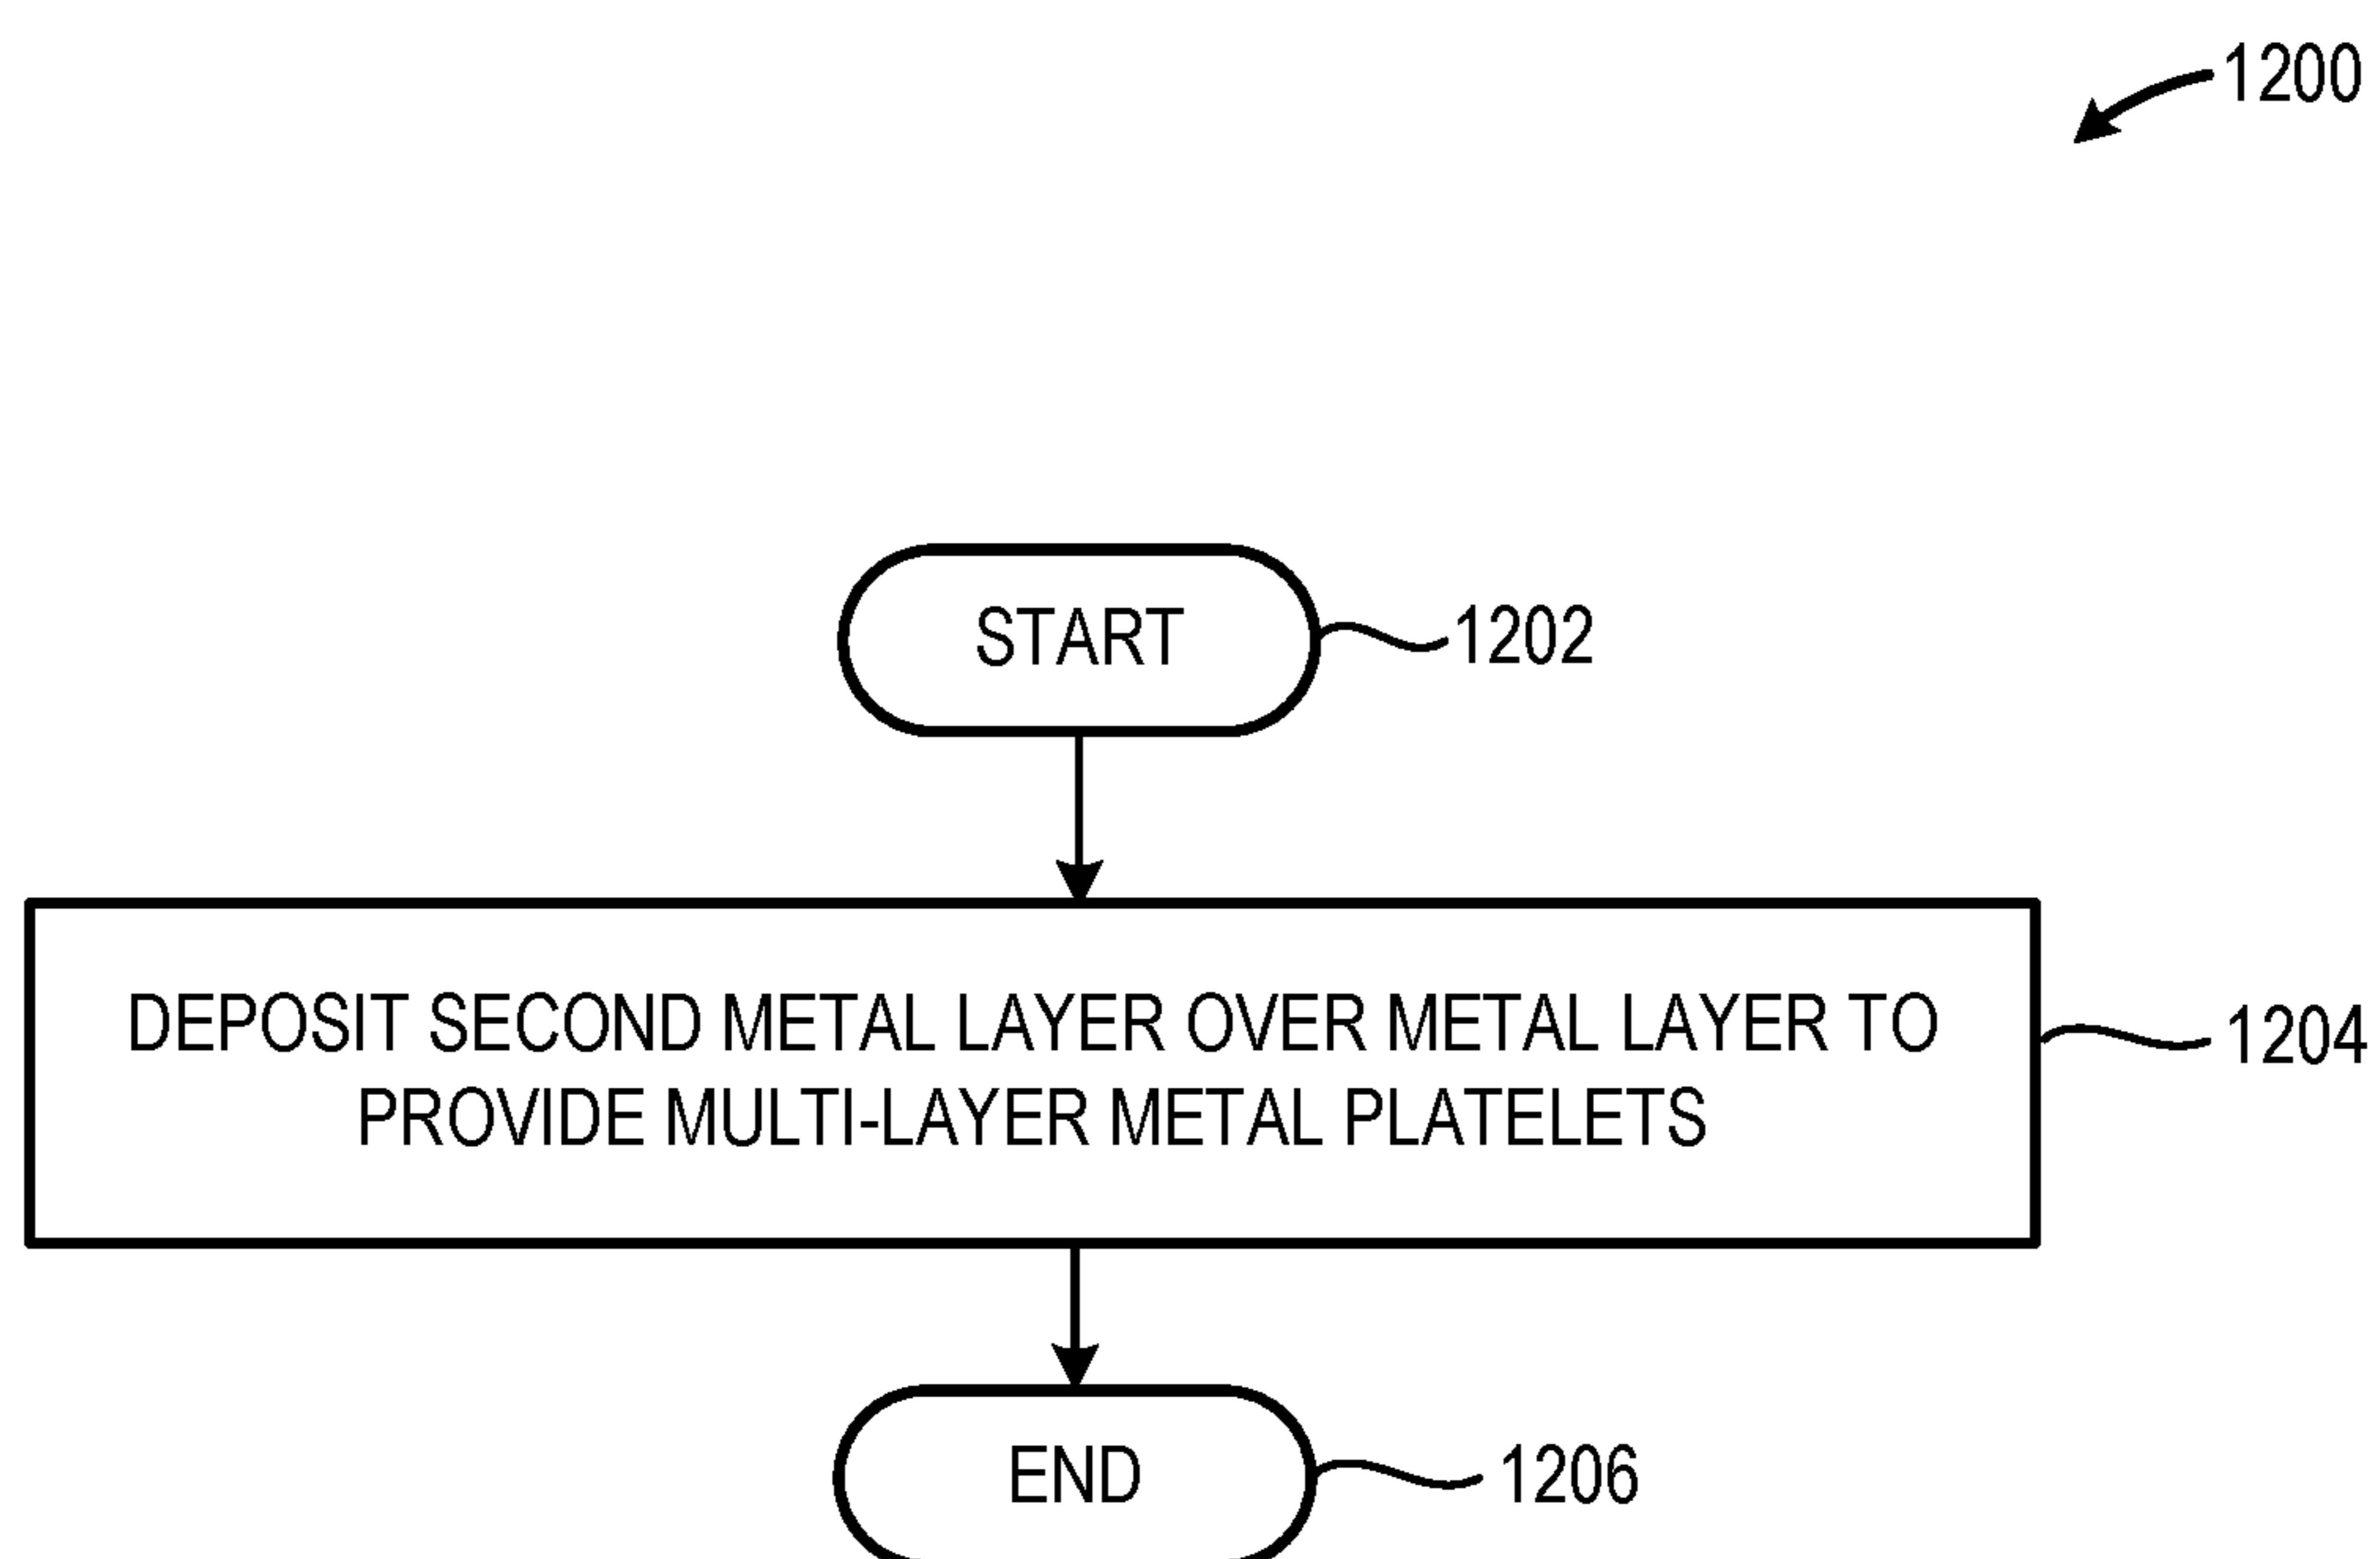 1200
START
1202
DEPOSIT SECOND METAL LAYER OVER METAL LAYER TO
PROVIDE MULTI-LAYER METAL PLATELETS
1204
END
1206